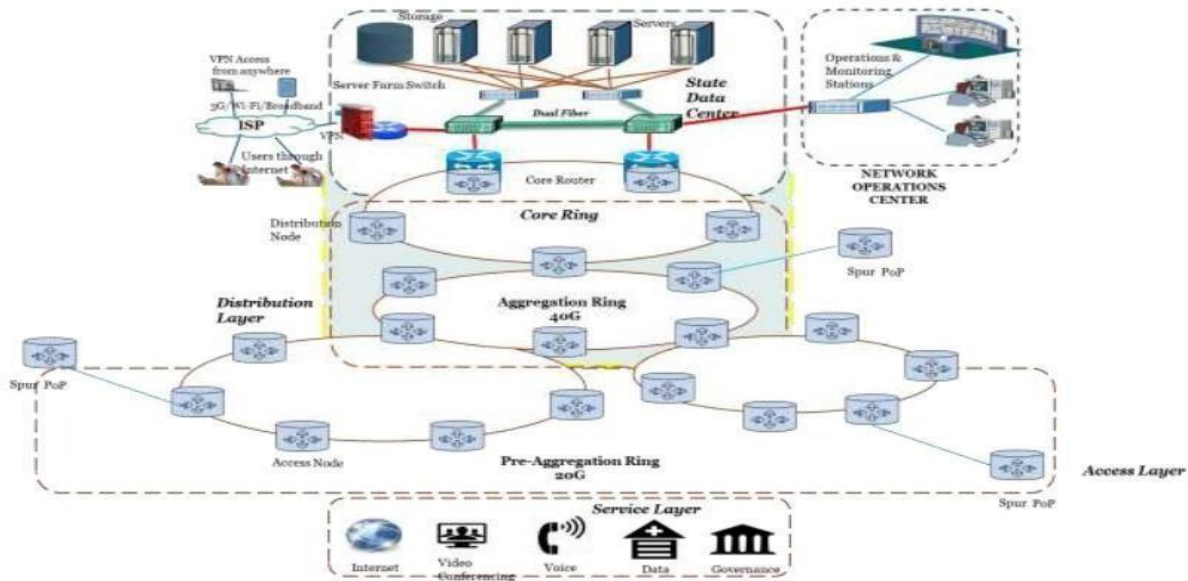 Storage
Servers
VPN Access
from anywhere
Server Farm Switch
3G/Wi-Fi/Broadband
ISP
VPN
Users through
Internet
Dual Fiber
State
Data
Center
Operations &
Monitoring
Stations
NETWORK
OPERATIONS
CENTER
Core Router
Core Ring
Distribution
Node
Spur PoP
Distribution
Layer
Aggregation Ring
40G
Spur PoP
Access Node
Pre-Aggregation Ring
20G
Access Layer
Spur PoP
Service Layer
Internet
Video
Conferencing
Voice
Data
Governance